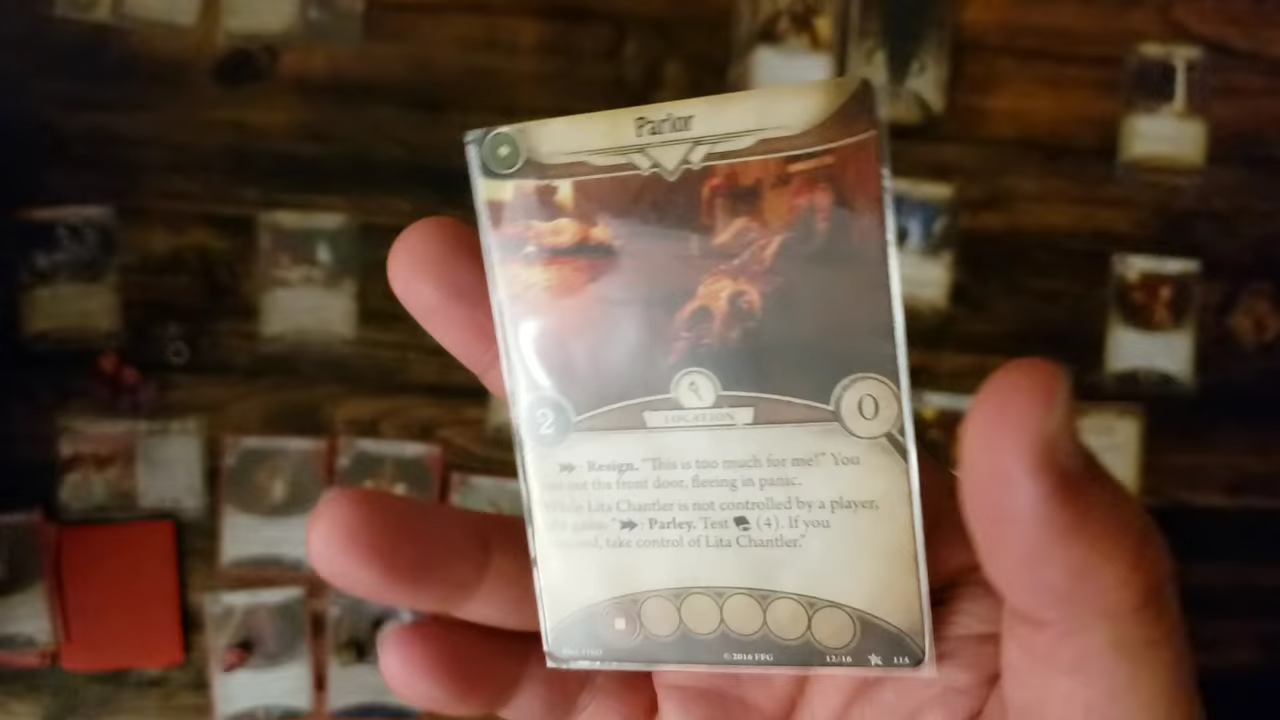 Parlor
2
LOCATION
0
Resign. "This is too much for me!" You
out the front door, fleeing in panic.
Lita Chantler is not controlled by a player,
Parley. Test (4). If you
take control of Lita Chantler."
© 2016 FFG
12/16
115